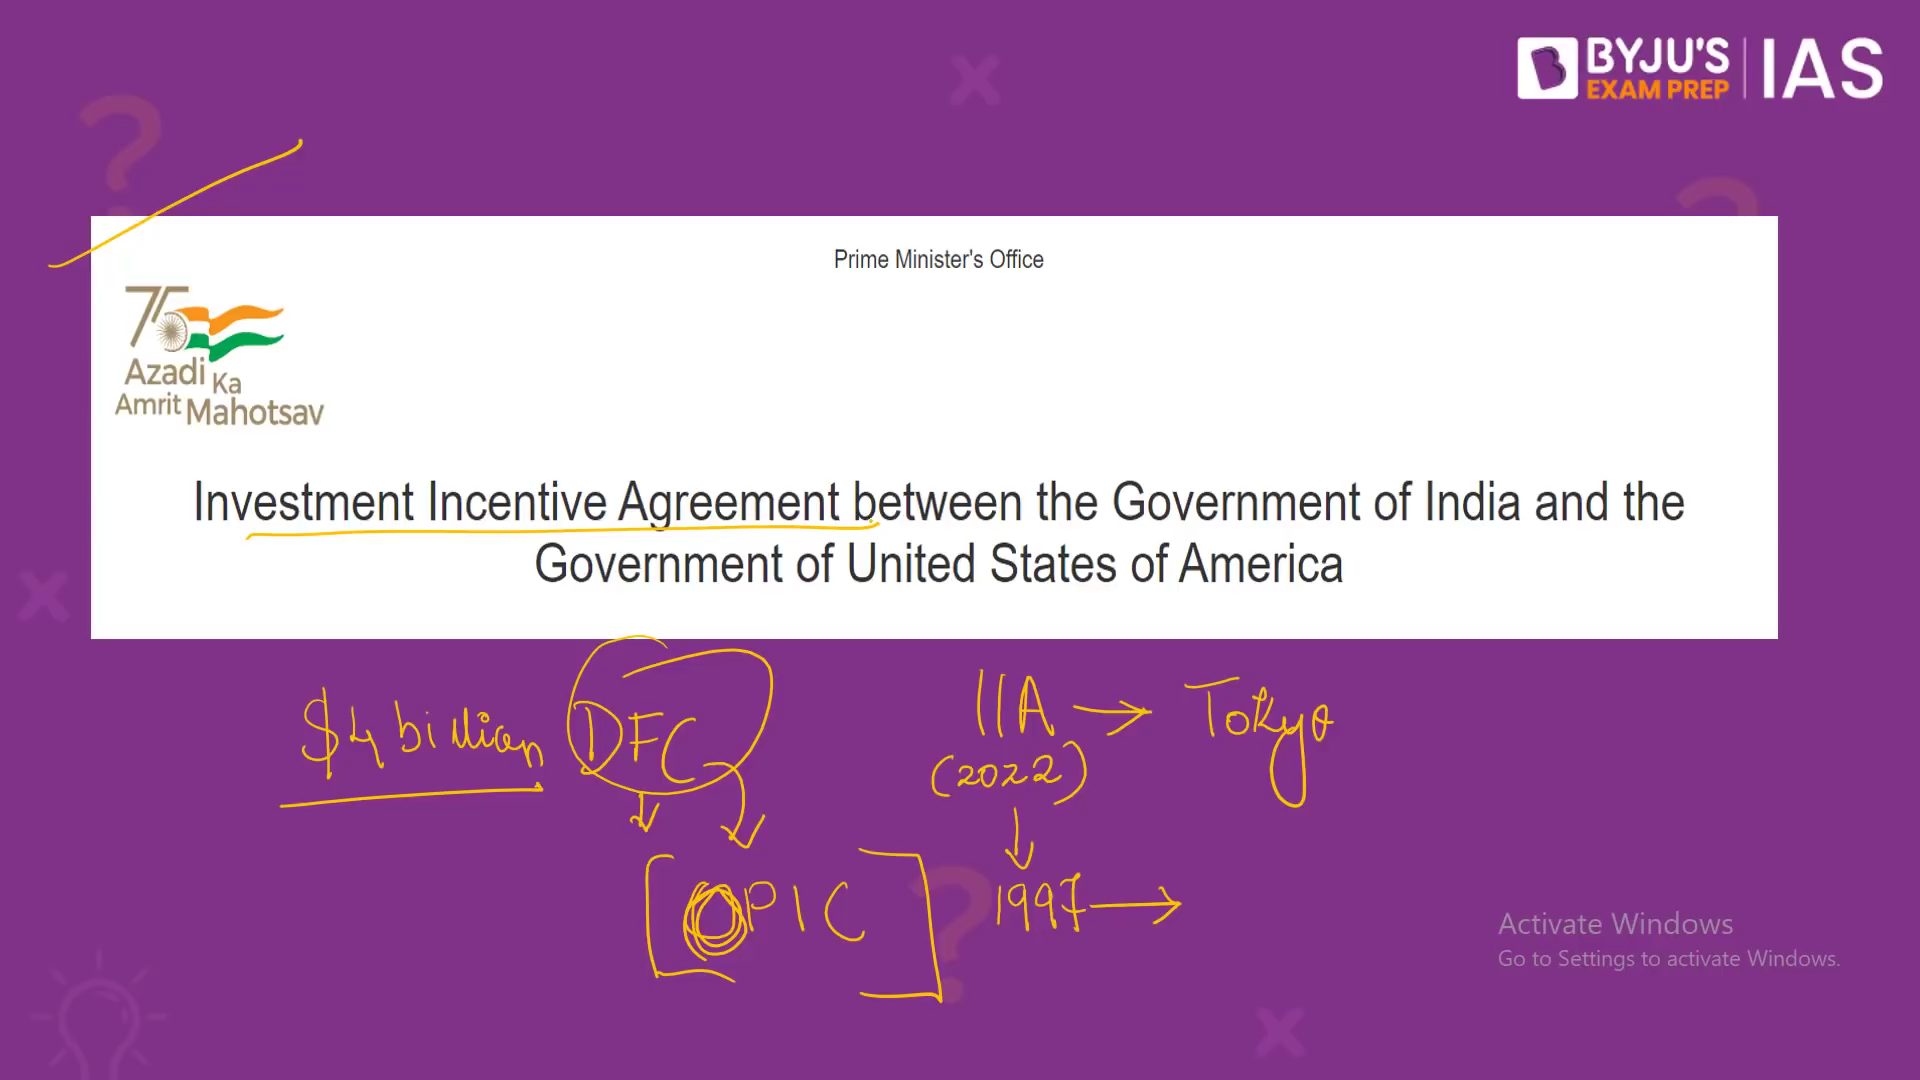 BYJU'S
EXAM PREP
IAS
Prime Minister's Office
75
Azadi Ka
Amrit Mahotsav
Investment Incentive Agreement between the Government of India and the
Government of United States of America
$4 billion DFC
IIA → Tokyo
(2022)
[OPIC]
1997 →
Activate Windows
Go to Settings to activate Windows.